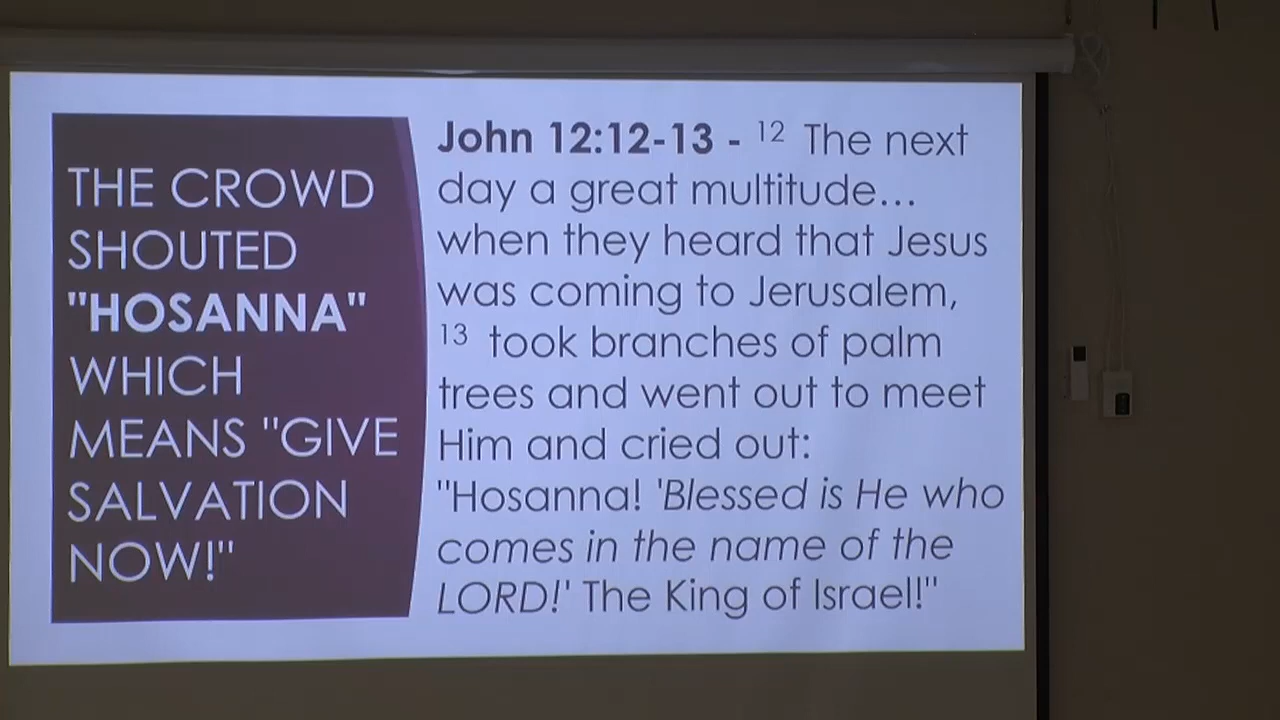 THE CROWD
SHOUTED
"HOSANNA"
WHICH
MEANS "GIVE
SALVATION
NOW!"
John 12:12-13 - 12 The next
day a great multitude...
when they heard that Jesus
was coming to Jerusalem,
13 took branches of palm
trees and went out to meet
Him and cried out:
"Hosanna! 'Blessed is He who
comes in the name of the
LORD!' The King of Israel!"